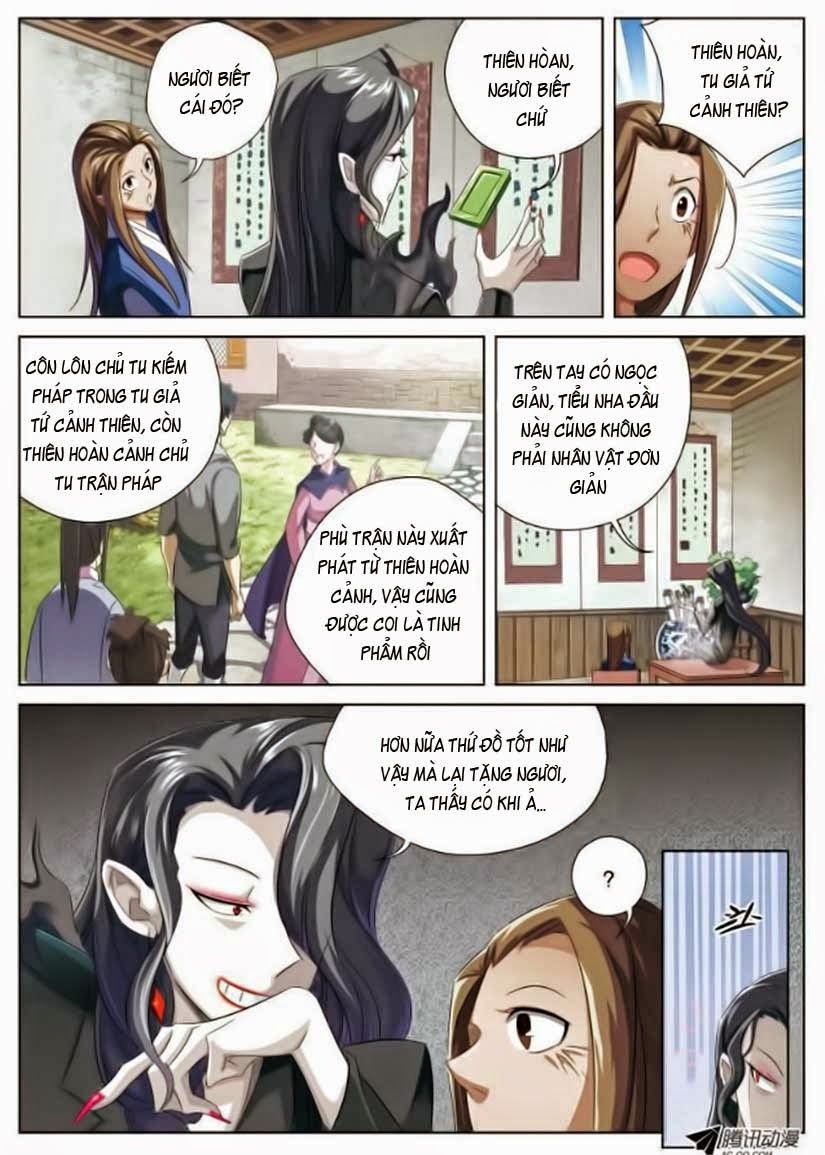 NGƯƠI BIẾT
CÁI ĐÓ?
THIÊN HÒAN,
NGƯƠI BIẾT
CHỨ
THIÊN HOÀN,
TU GIẢ TỨ
CẢNH THIÊN?
CÔN LÔN CHỦ TU KIẾM
PHÁP TRONG TU GIẢ
TỨ CẢNH THIÊN, CÒN
THIÊN HOÀN CẢNH CHỦ
TU TRẬN PHÁP
PHÙ TRẬN NÀY XUẤT
PHÁT TỪ THIÊN HOÀN
CẢNH, VẬY CŨNG
ĐƯỢC COI LÀ TINH
PHẨM RỒI
TRÊN TAY CÓ NGỌC
GIẢN, TIỂU NHA ĐẦU
NÀY CŨNG KHÔNG
PHẢI NHÂN VẬT ĐƠN
GIẢN
HƠN NỮA THỨ ĐỒ TỐT NHƯ
VẬY MÀ LẠI TẶNG NGƯƠI,
TA THẤY CÓ KHI Ả...
?
腾讯动漫
AC.QQ.COM